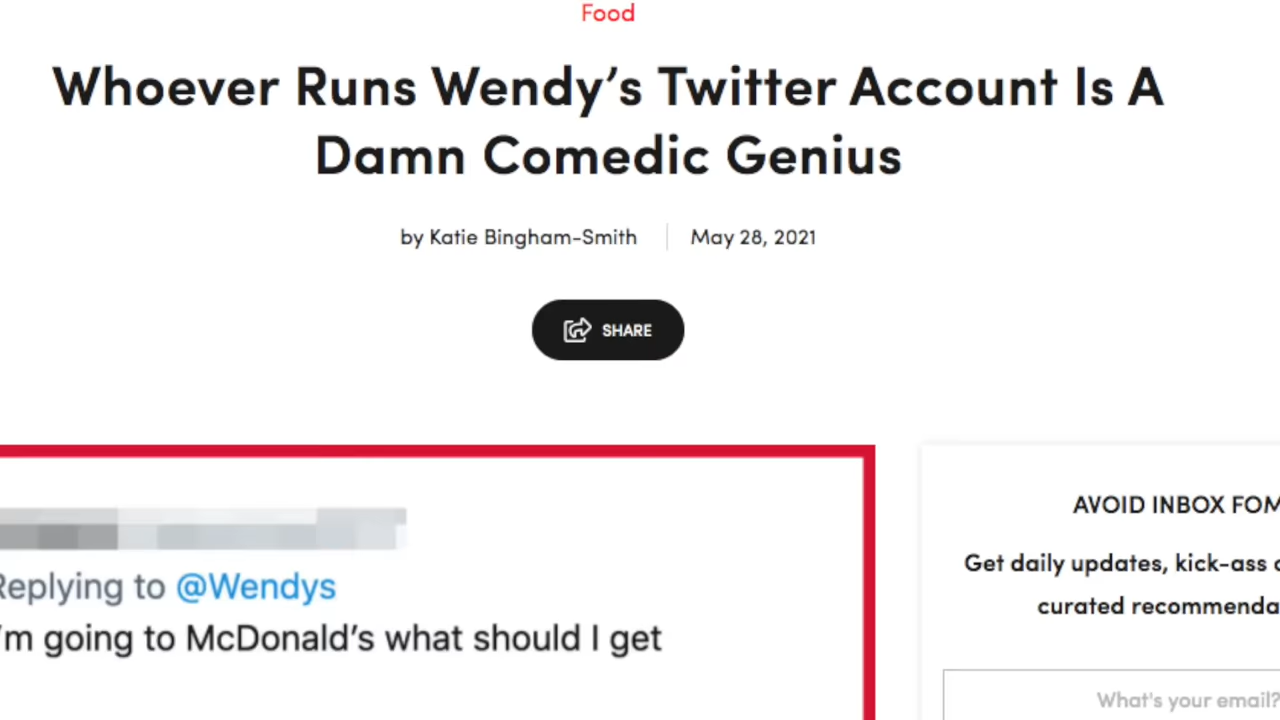 Food
Whoever Runs Wendy’s Twitter Account Is A
Damn Comedic Genius
by Katie Bingham-Smith
May 28, 2021
SHARE
Replying to @Wendys
’m going to McDonald’s what should I get
AVOID INBOX FOM
Get daily updates, kick-ass
curated recommenda
What's your email?